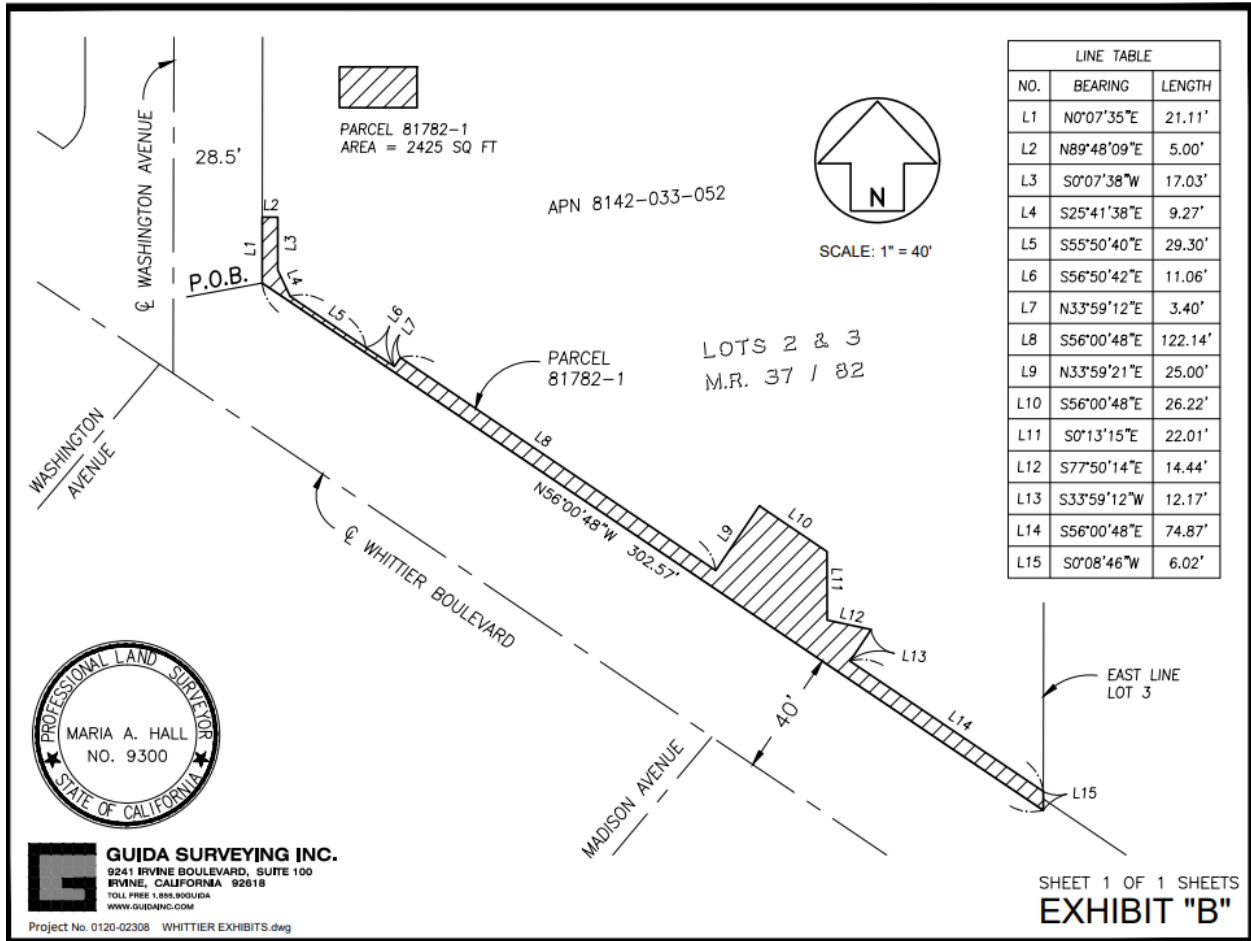 LINE TABLE
NO. BEARING LENGTH
L1 N0°07'35"E 21.11'
L2 N89°48'09"E 5.00'
L3 S0°07'38"W 17.03'
L4 S25°41'38"E 9.27'
L5 S55°50'40"E 29.30'
L6 S56°50'42"E 11.06'
L7 N33°59'12"E 3.40'
L8 S56°00'48"E 122.14'
L9 N33°59'21"E 25.00'
L10 S56°00'48"E 26.22'
L11 S0°13'15"E 22.01'
L12 S77°50'14"E 14.44'
L13 S33°59'12"W 12.17'
L14 S56°00'48"E 74.87'
L15 S0°08'46"W 6.02'
PARCEL 81782-1
AREA = 2425 SQ FT
℄ WASHINGTON AVENUE
28.5'
APN 8142-033-052
N
SCALE: 1" = 40'
L2
L1
L3
L4
P.O.B.
L5
L6
L7
PARCEL
81782-1
LOTS 2 & 3
M.R. 37 / 82
WASHINGTON
AVENUE
L8
N56°00'48"W 302.57'
℄ WHITTIER BOULEVARD
L9
L10
L11
L12
L13
L14
L15
40'
MADISON AVENUE
EAST LINE
LOT 3
PROFESSIONAL LAND SURVEYOR
MARIA A. HALL
NO. 9300
STATE OF CALIFORNIA
GUIDA SURVEYING INC.
9241 IRVINE BOULEVARD, SUITE 100
IRVINE, CALIFORNIA 92618
TOLL FREE 1.855.90GUIDA
WWW.GUIDAINC.COM
Project No. 0120-02308 WHITTIER EXHIBITS.dwg
SHEET 1 OF 1 SHEETS
EXHIBIT "B"